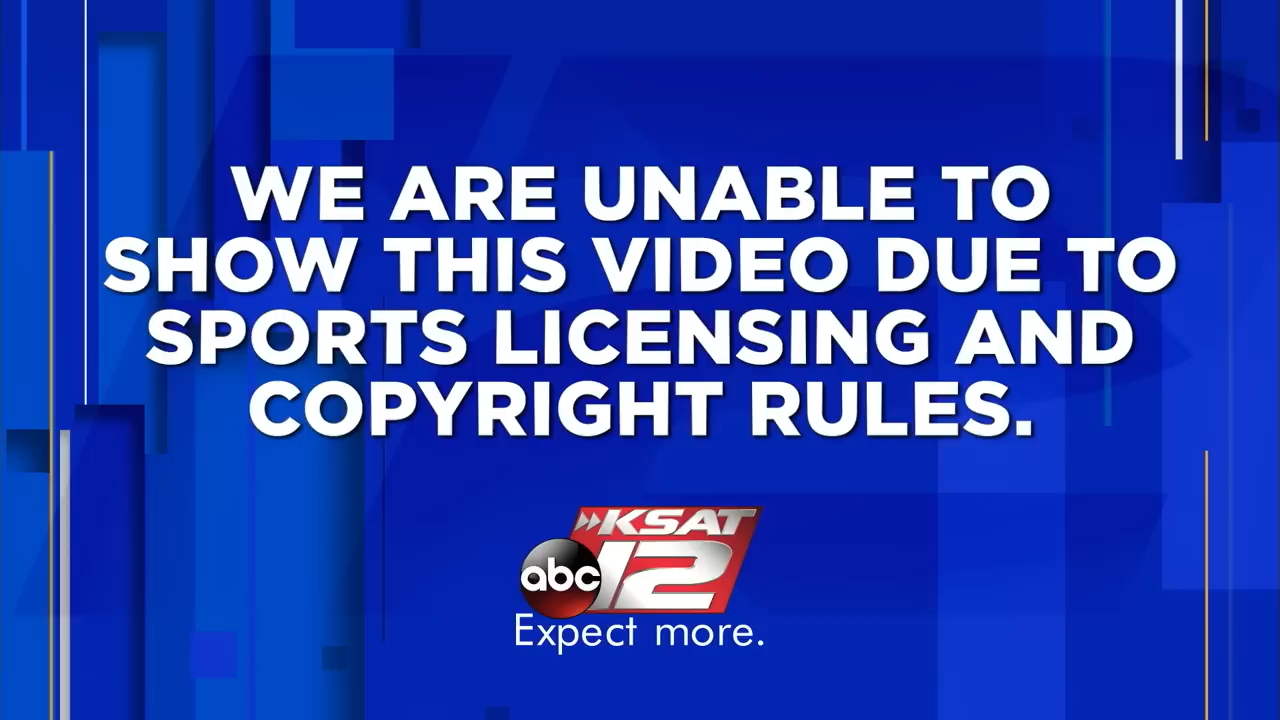 WE ARE UNABLE TO
SHOW THIS VIDEO DUE TO
SPORTS LICENSING AND
COPYRIGHT RULES.
KSAT
abc 12
Expect more.